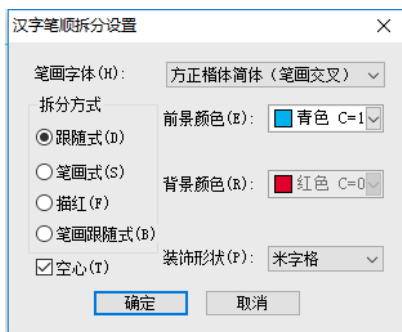 汉字笔顺拆分设置
笔画字体(H): 方正楷体简体（笔画交叉）
拆分方式
跟随式(D)
前景颜色(E): 青色 C=1
笔画式(S)
背景颜色(R): 红色 C=0
描红(F)
笔画跟随式(B)
空心(T)
装饰形状(P): 米字格
确定 取消